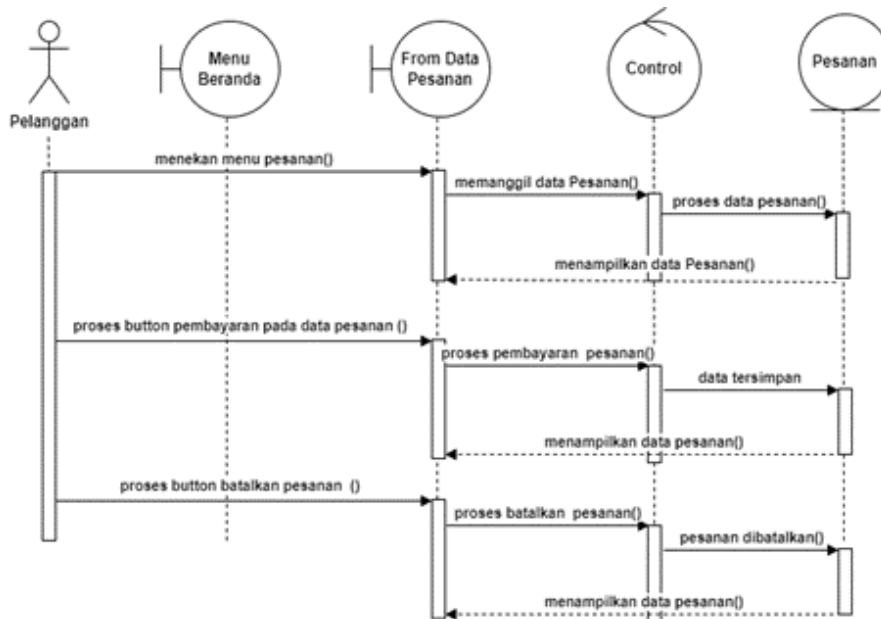 Pelanggan
Menu
Beranda
From Data
Pesanan
Control
Pesanan
menekan menu pesanan()
memanggil data Pesanan()
proses data pesanan()
menampilkan data Pesanan()
proses button pembayaran pada data pesanan ()
proses pembayaran pesanan()
data tersimpan
menampilkan data pesanan()
proses button batalkan pesanan ()
proses batalkan pesanan()
pesanan dibatalkan()
menampilkan data pesanan()